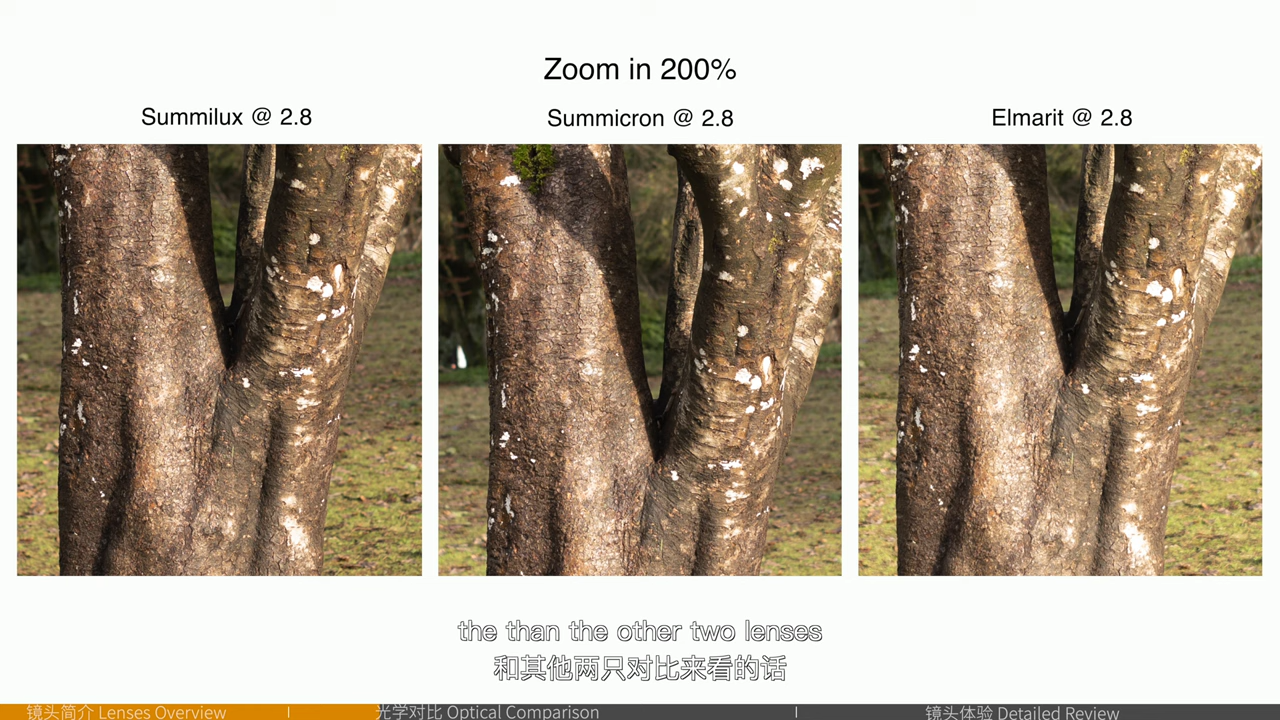 Zoom in 200%
Summilux @ 2.8
Summicron @ 2.8
Elmarit @ 2.8
the than the other two lenses
和其他两只对比来看的话
镜头简介 Lenses Overview
光学对比 Optical Comparison
镜头体验 Detailed Review